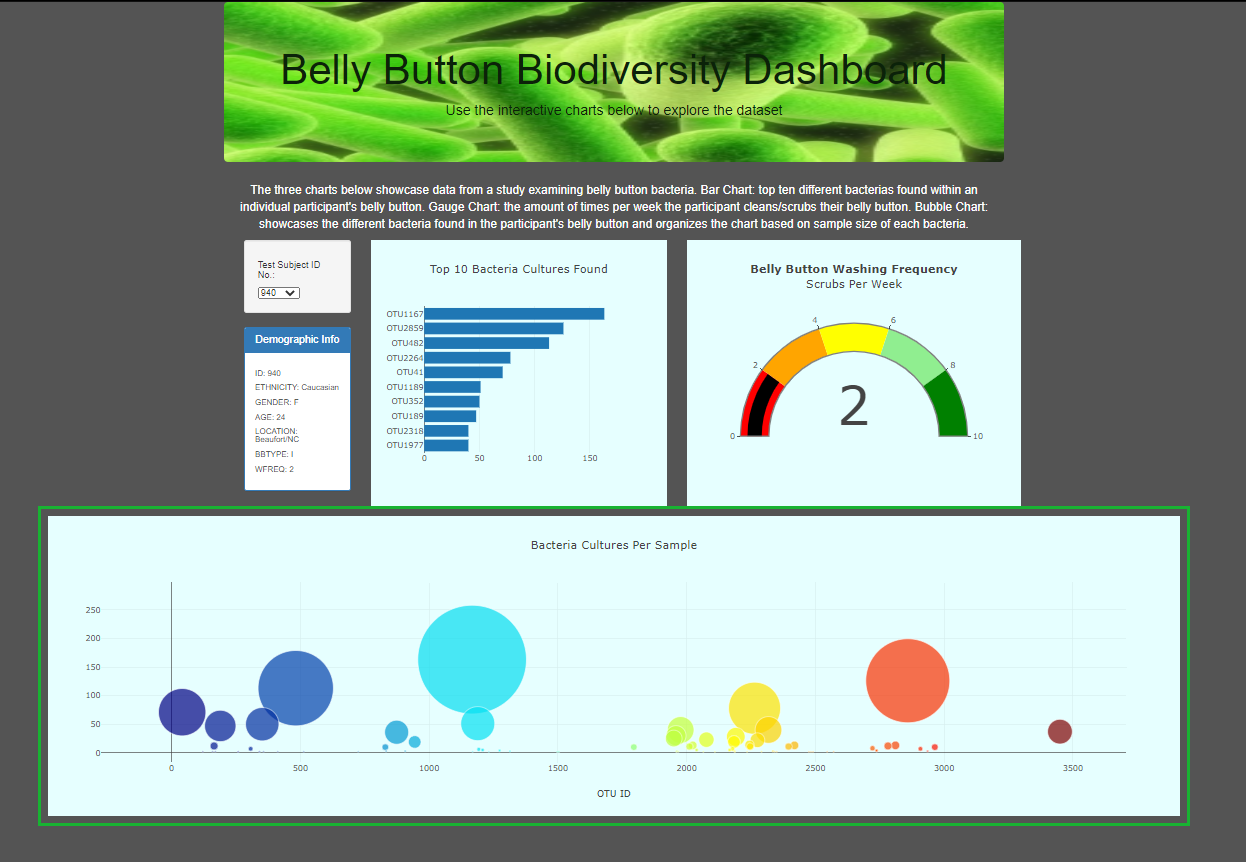 Belly Button Biodiversity Dashboard
Use the interactive charts below to explore the dataset
The three charts below showcase data from a study examining belly button bacteria. Bar Chart: top ten different bacterias found within an
individual participant's belly button. Gauge Chart: the amount of times per week the participant cleans/scrubs their belly button. Bubble Chart:
showcases the different bacteria found in the participant's belly button and organizes the chart based on sample size of each bacteria.
Test Subject ID
No.:
940
Demographic Info
ID: 940
ETHNICITY: Caucasian
GENDER: F
AGE: 24
LOCATION:
Beaufort/NC
BBTYPE: I
WFREQ: 2
Top 10 Bacteria Cultures Found
OTU1167
OTU2859
OTU482
OTU2264
OTU41
OTU1189
OTU352
OTU189
OTU2318
OTU1977
0 50 100 150
Belly Button Washing Frequency
Scrubs Per Week
4 6
2 8
2
0 10
Bacteria Cultures Per Sample
250
200
150
100
50
0
0 500 1000 1500 2000 2500 3000 3500
OTU ID